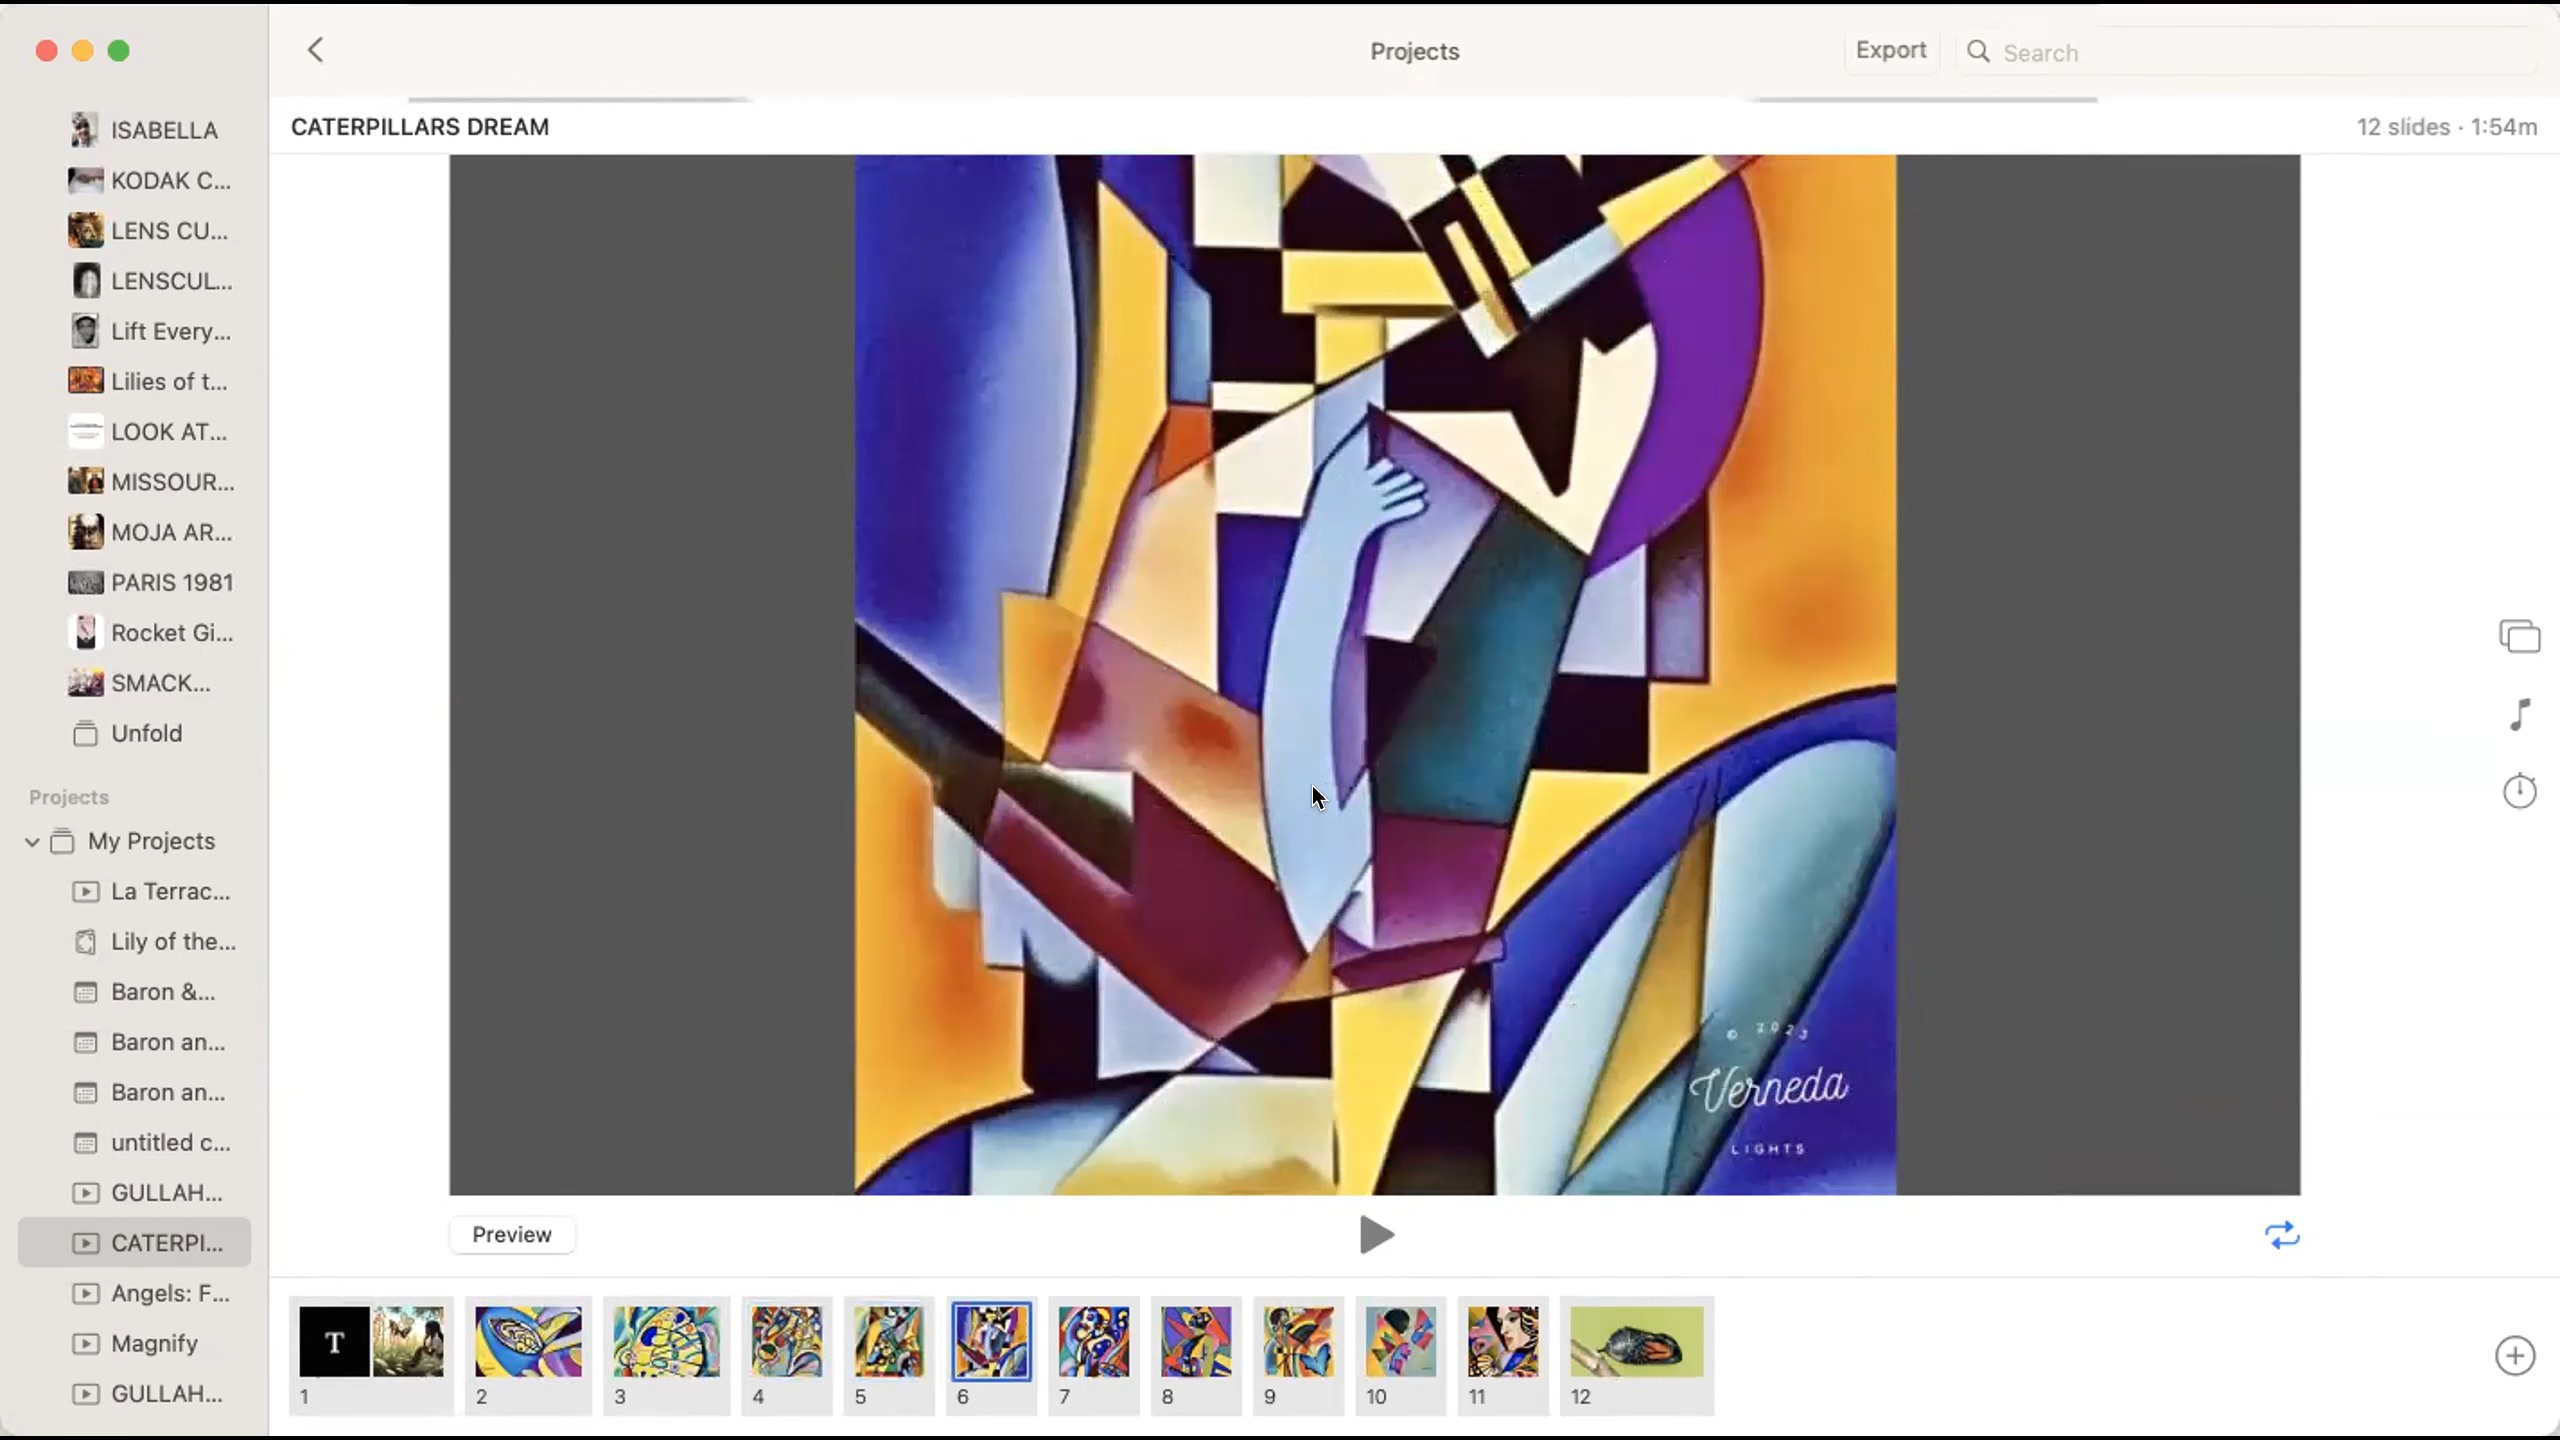 Projects
Export
Search
CATERPILLARS DREAM
12 slides · 1:54m
ISABELLA
KODAK C...
LENS CU...
LENSCUL...
Lift Every...
Lilies of t...
LOOK AT...
MISSOUR...
MOJA AR...
PARIS 1981
Rocket Gi...
SMACK...
Unfold
Projects
My Projects
La Terrac...
Lily of the...
Baron &...
Baron an...
Baron an...
untitled c...
GULLAH...
CATERPI...
Angels: F...
Magnify
GULLAH...
© 2023
Verneda
LIGHTS
Preview
T
1
2
3
4
5
6
7
8
9
10
11
12